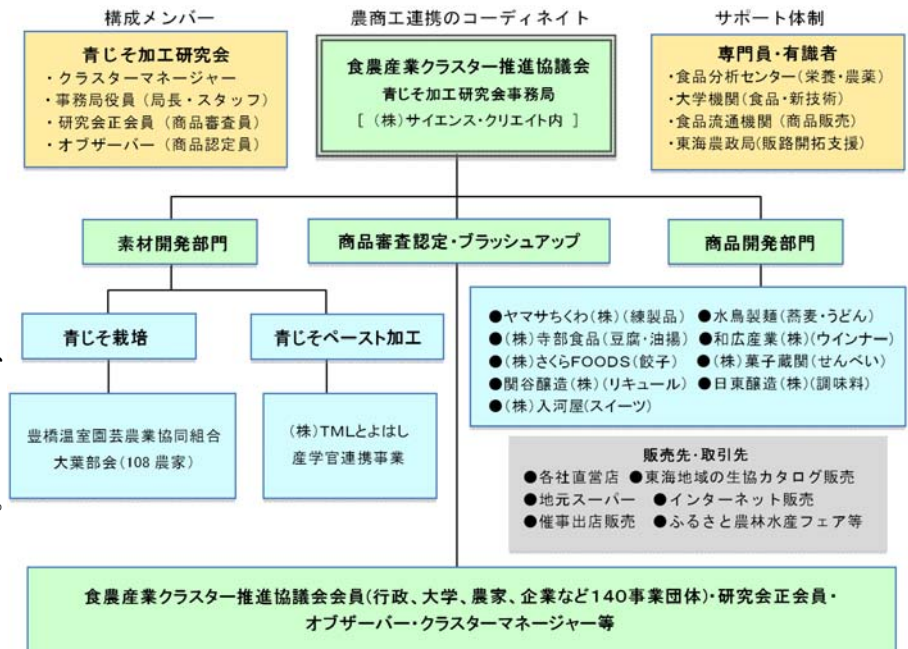 構成メンバー
農商工連携のコーディネイト
サポート体制
青じそ加工研究会
・クラスターマネージャー
・事務局役員（局長・スタッフ）
・研究会正会員（商品審査員）
・オブザーバー（商品認定員）
食農産業クラスター推進協議会
青じそ加工研究会事務局
[ （株）サイエンス・クリエイト内 ]
専門員・有識者
・食品分析センター（栄養・農薬）
・大学機関（食品・新技術）
・食品流通機関（商品販売）
・東海農政局（販路開拓支援）
素材開発部門
商品審査認定・ブラッシュアップ
商品開発部門
青じそ栽培
青じそペースト加工
豊橋温室園芸農業協同組合
大葉部会（108 農家）
（株）TMLとよはし
産学官連携事業
●ヤマサちくわ（株）（練製品） ●水鳥製麺（蕎麦・うどん）
●（株）寺部食品（豆腐・油揚） ●和広産業（株）（ウインナー）
●（株）さくらFOODS（餃子） ●（株）菓子蔵関（せんべい）
●関谷醸造（株）（リキュール） ●日東醸造（株）（調味料）
●（株）入河屋（スイーツ）
販売先・取引先
●各社直営店 ●東海地域の生協カタログ販売
●地元スーパー ●インターネット販売
●催事出店販売 ●ふるさと農林水産フェア等
食農産業クラスター推進協議会会員（行政、大学、農家、企業など140事業団体）・研究会正会員・
オブザーバー・クラスターマネージャー等
、
。